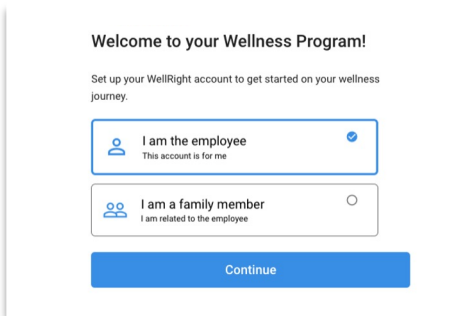 Welcome to your Wellness Program!
Set up your WellRight account to get started on your wellness
journey.
I am the employee
This account is for me
I am a family member
I am related to the employee
Continue